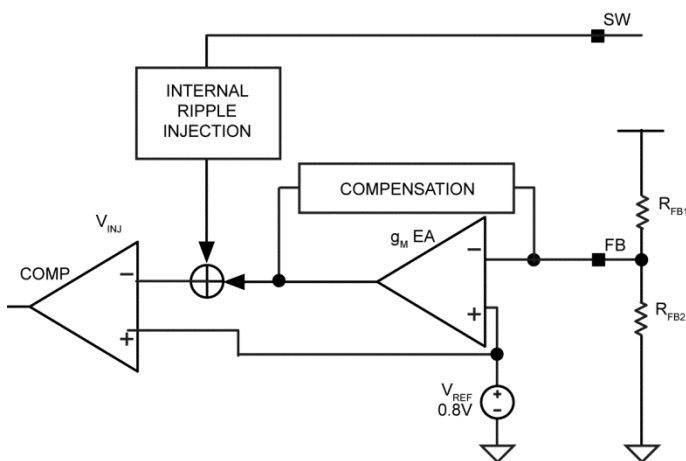 SW
INTERNAL
RIPPLE
INJECTION
COMPENSATION
R_FB1
V_INJ
g_M EA
FB
COMP
−
−
+
+
R_FB2
V_REF
0.8V
+
−